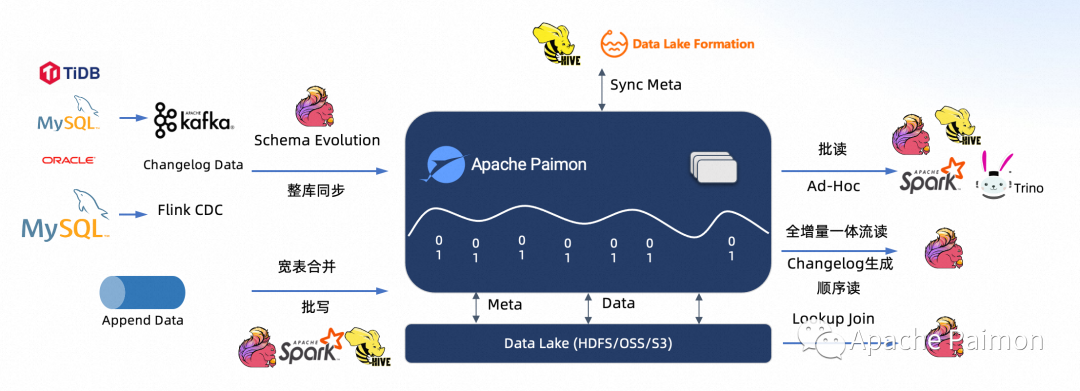 TiDB
MySQL
APACHE kafka
ORACLE
Changelog Data
MySQL
Flink CDC
Append Data
Schema Evolution
整库同步
宽表合并
批写
APACHE Spark
HIVE
HIVE
Data Lake Formation
Sync Meta
Apache Paimon
0 0 0 0 0 0 0
1 1 1 1 1 1 1
Meta
Data
Data Lake (HDFS/OSS/S3)
批读
Ad-Hoc
HIVE
APACHE Spark
Trino
全增量一体流读
Changelog生成
顺序读
Lookup Join
Apache Paimon